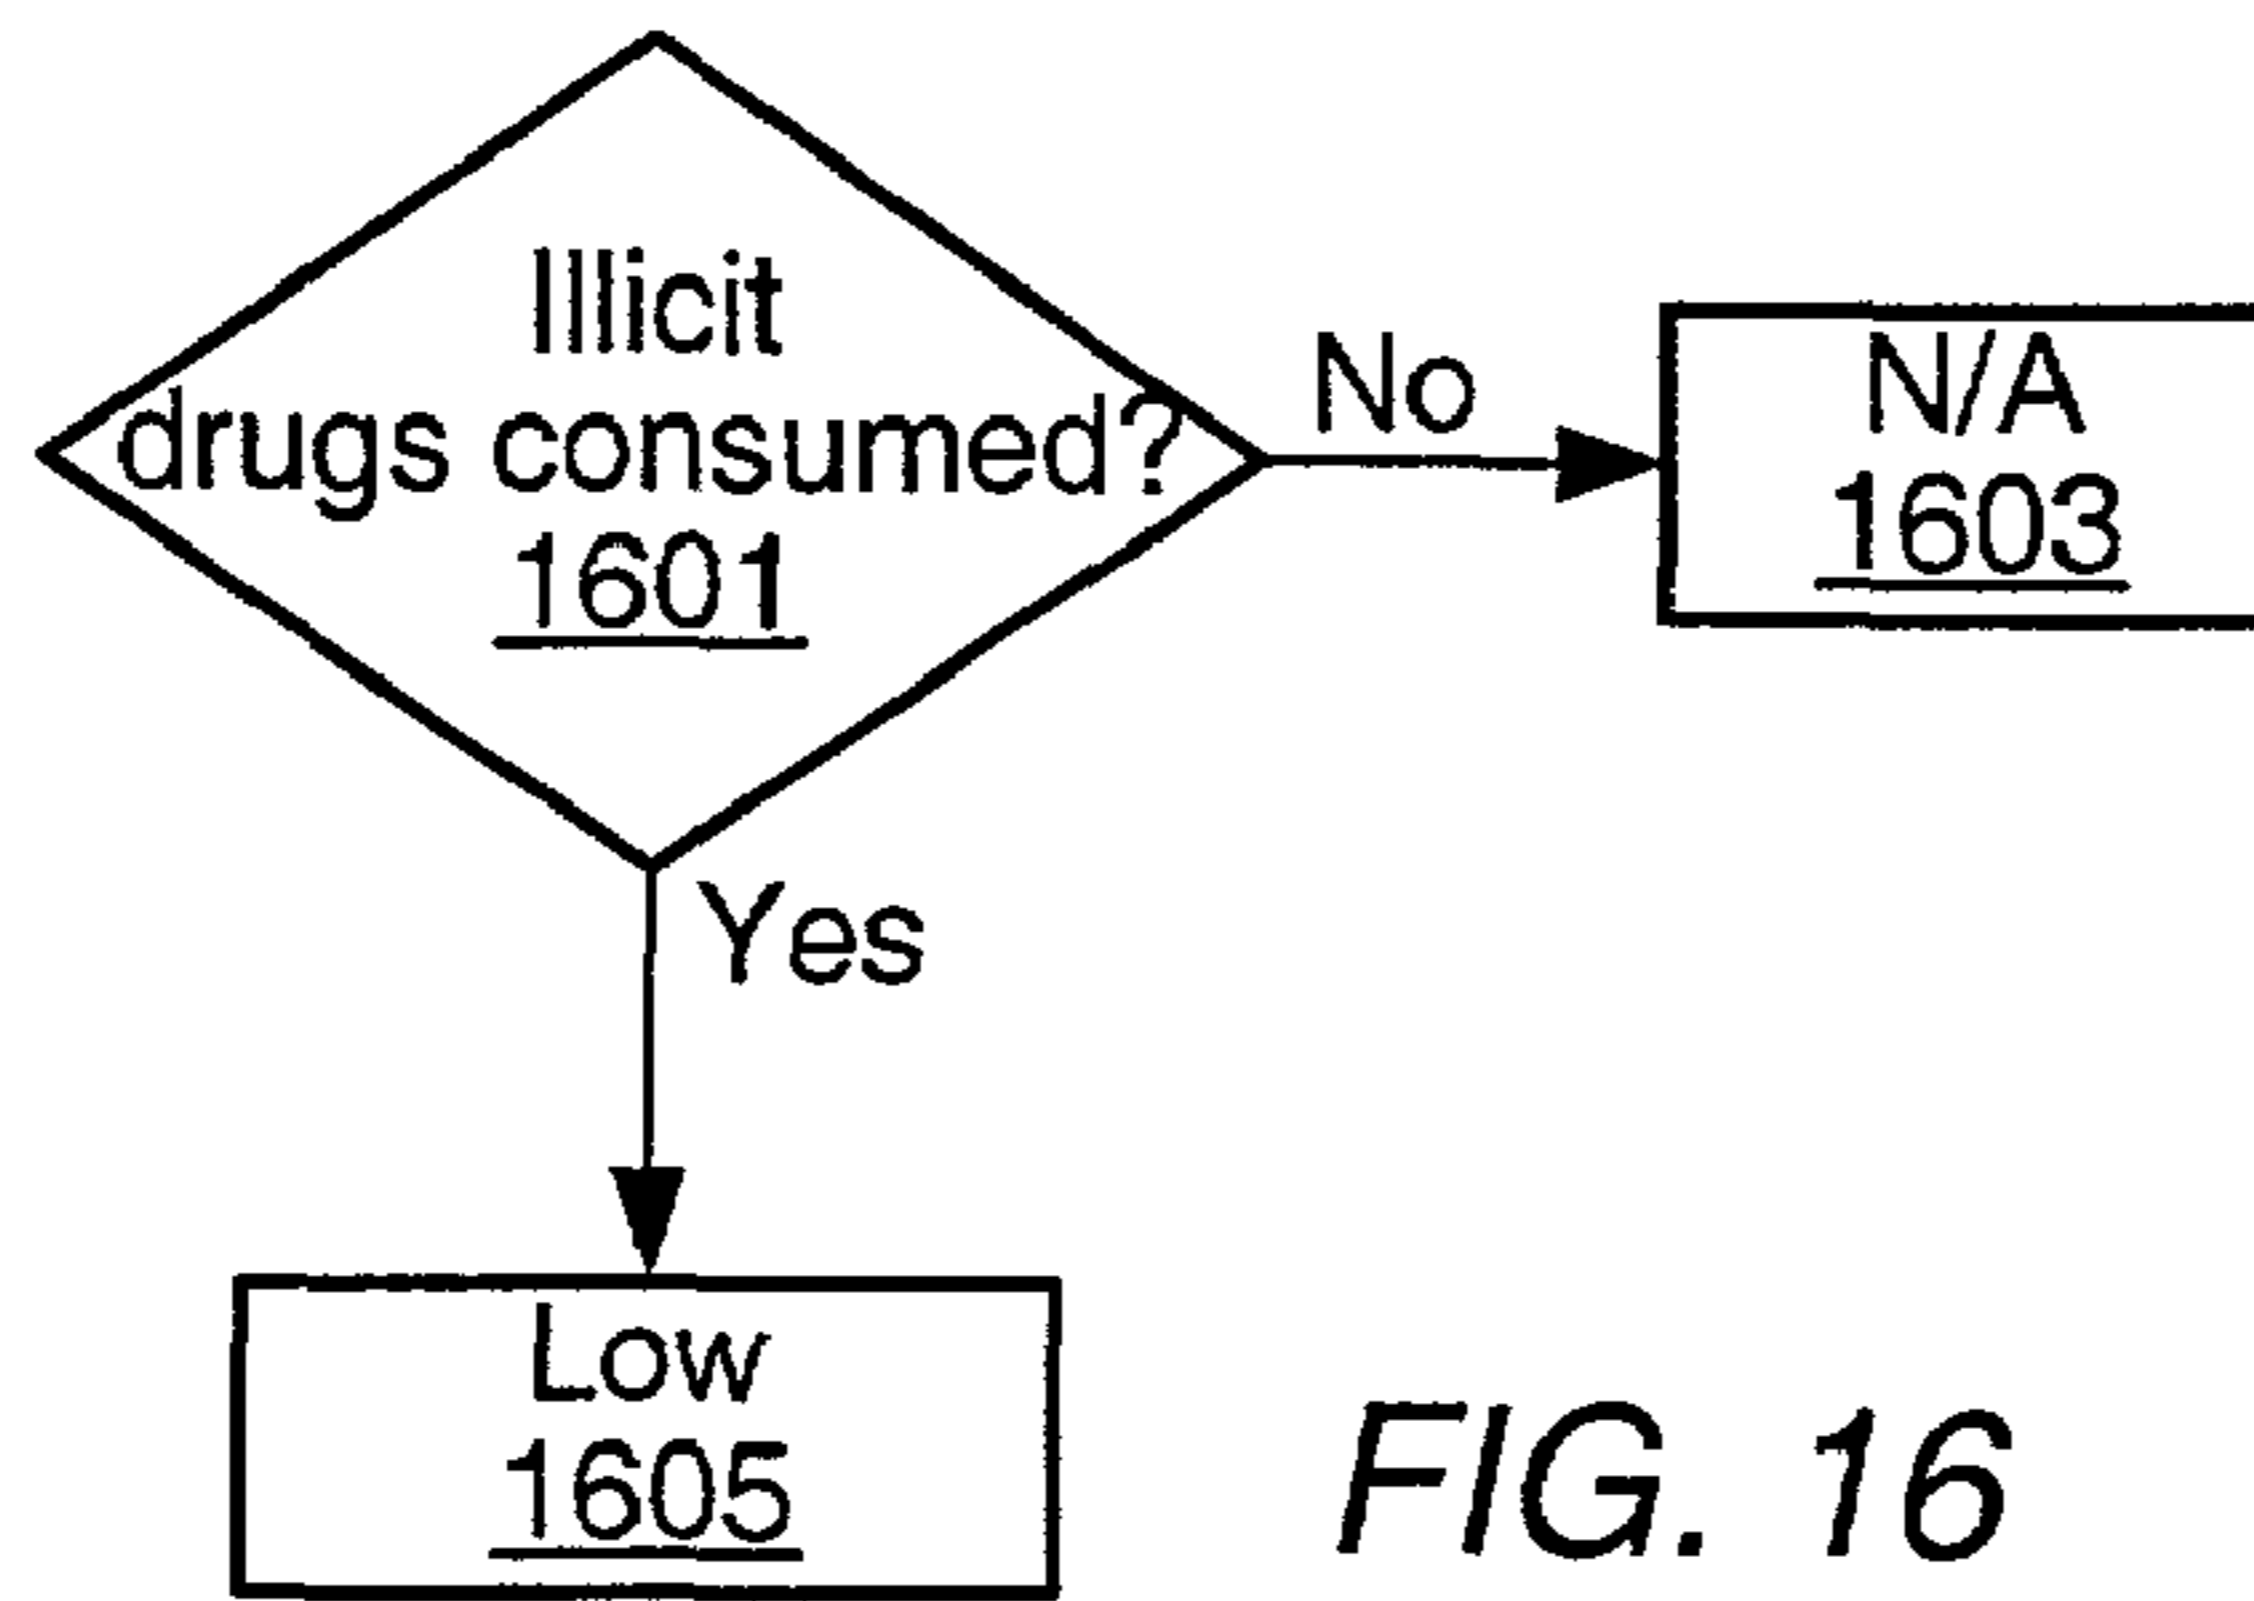 Illicit
drugs consumed?
1601
No
N/A
1603
Yes
Low
1605
FIG. 16